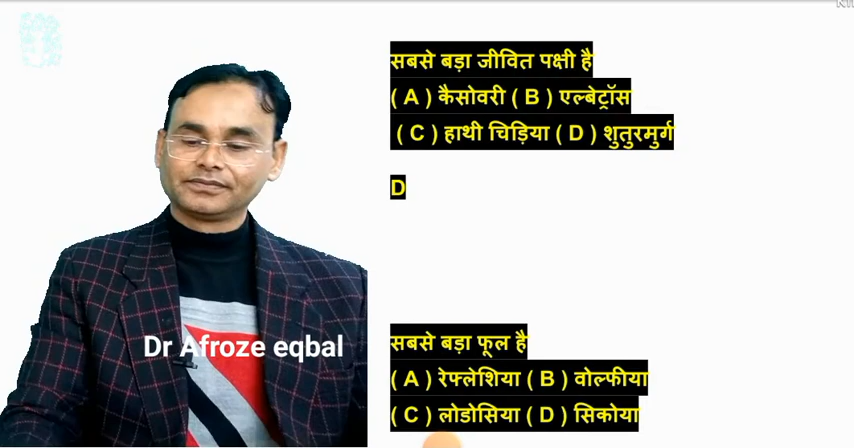 सबसे बड़ा जीवित पक्षी है
( A ) कैसोवरी ( B ) एल्बेट्रॉस
( C ) हाथी चिड़िया ( D ) शुतुरमुर्ग
D
Dr Afroze eqbal
सबसे बड़ा फूल है
( A ) रेफ्लेशिया ( B ) वोल्फीया
( C ) लोडोसिया ( D ) सिकोया